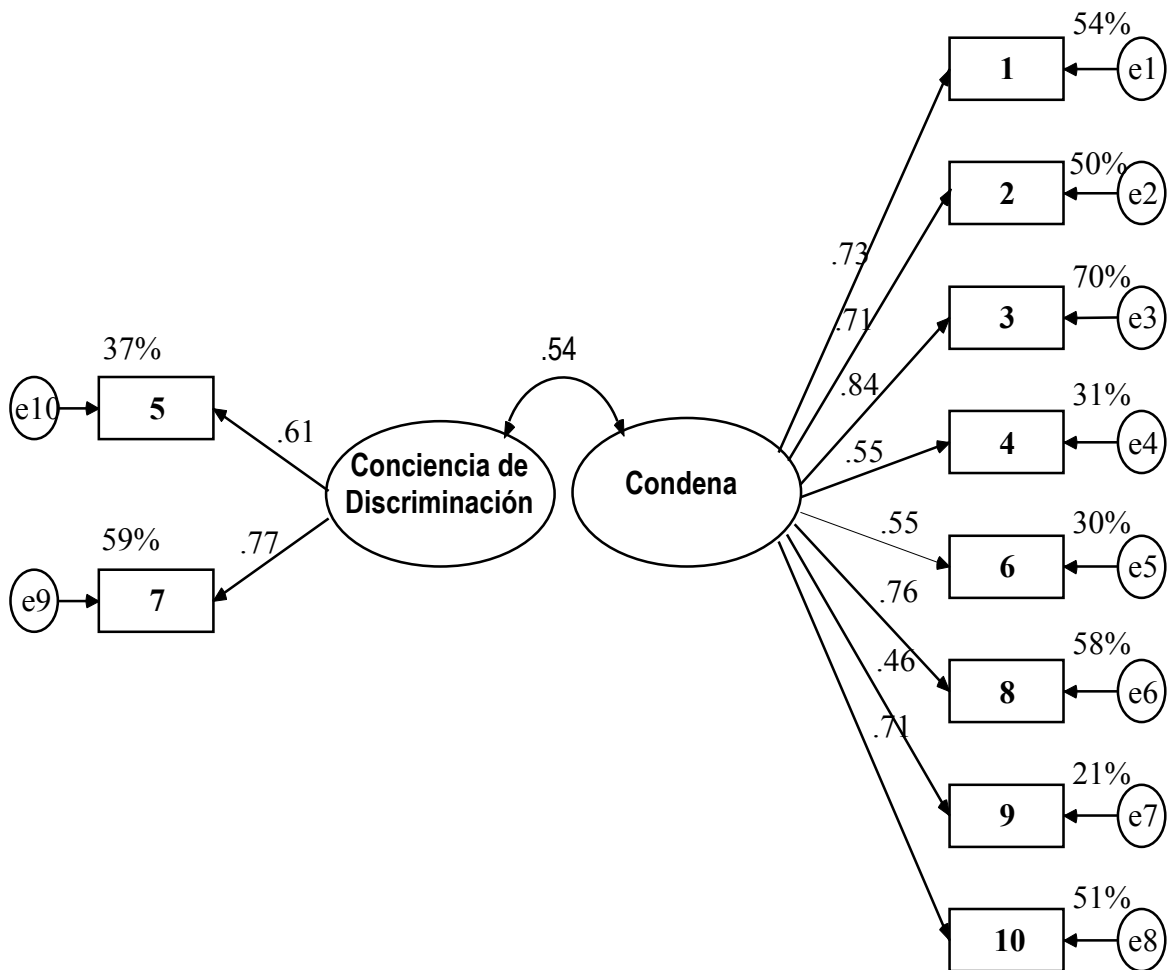 54%
1
e1
50%
2
e2
.73
70%
3
e3
.71
37%
.54
.84
31%
e10
5
4
e4
.61
.55
Conciencia de
Discriminación
Condena
.55
30%
59%
.77
6
e5
.76
e9
7
.46
58%
8
e6
.71
21%
9
e7
51%
10
e8